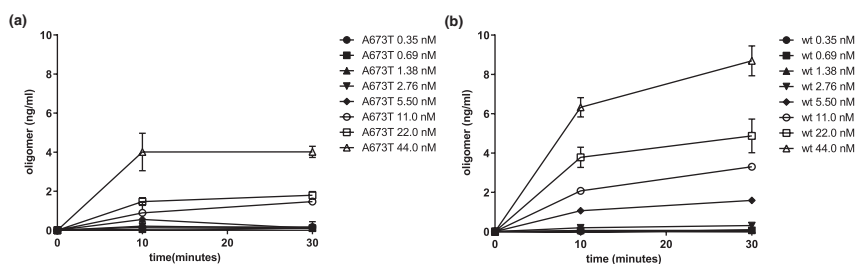 (a)
10
8
6
4
2
0
oligomer (ng/ml)
0
10
20
30
time(minutes)
A673T 0.35 nM
A673T 0.69 nM
A673T 1.38 nM
A673T 2.76 nM
A673T 5.50 nM
A673T 11.0 nM
A673T 22.0 nM
A673T 44.0 nM
(b)
10
8
6
4
2
0
oligomer (ng/ml)
0
10
20
30
time (minutes)
wt 0.35 nM
wt 0.69 nM
wt 1.38 nM
wt 2.76 nM
wt 5.50 nM
wt 11.0 nM
wt 22.0 nM
wt 44.0 nM